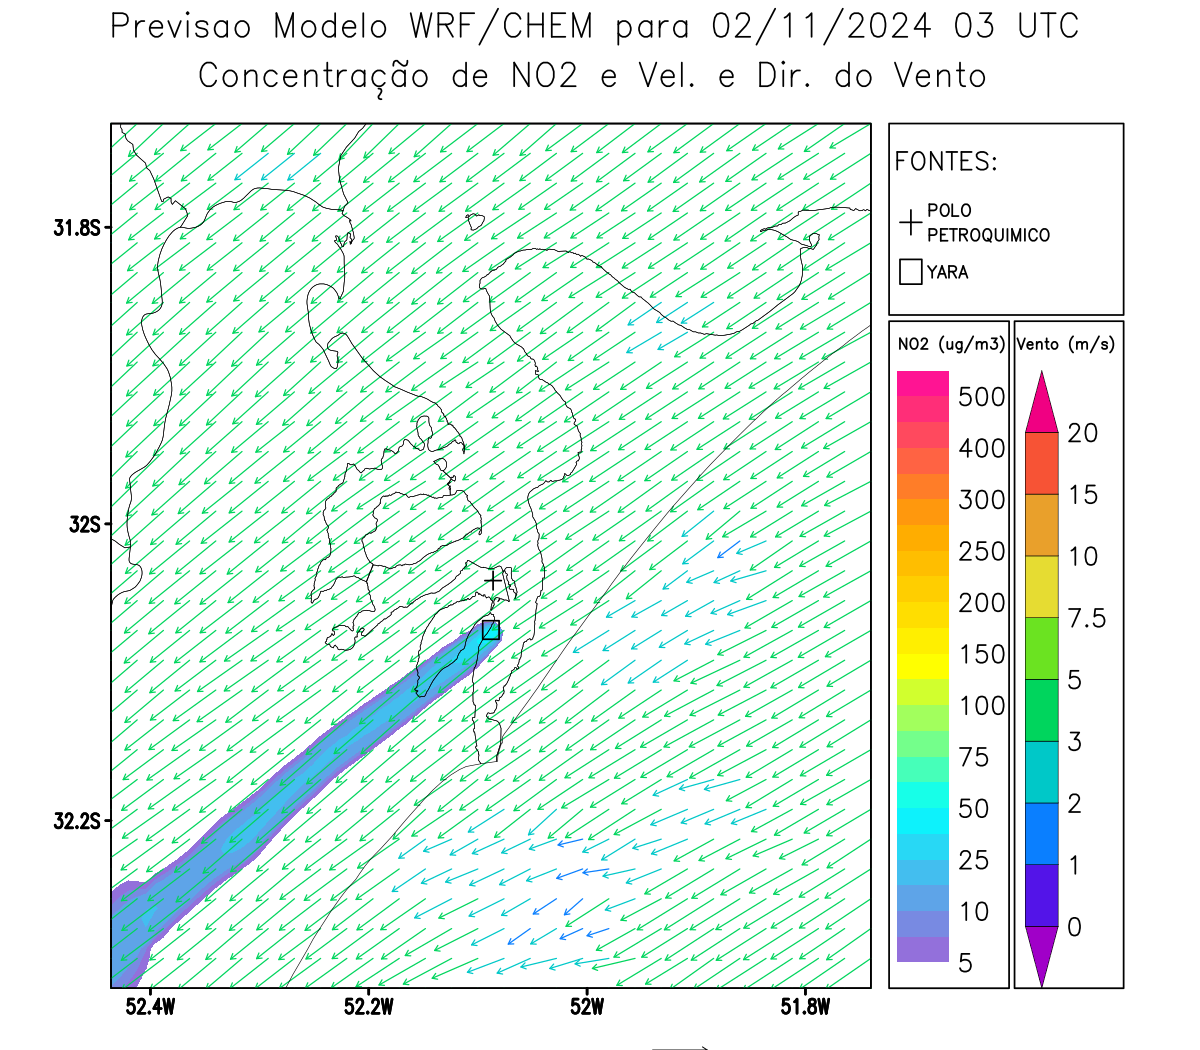 Previsao Modelo WRF/CHEM para 02/11/2024 03 UTC
Concentração de NO2 e Vel. e Dir. do Vento
FONTES:
POLO
PETROQUIMICO
YARA
NO2 (ug/m3)
500
400
300
250
200
150
100
75
50
25
10
5
Vento (m/s)
20
15
10
7.5
5
3
2
1
0
31.8S
32S
32.2S
52.4W
52.2W
52W
51.8W